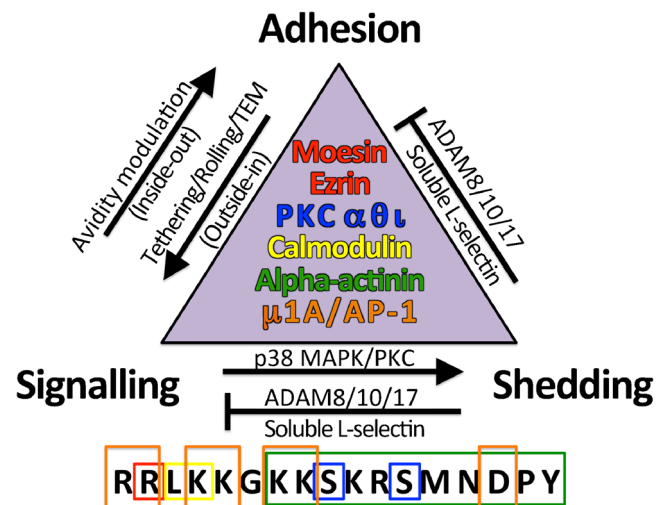 Adhesion
Avidity modulation
(Inside-out)
Tethering/Rolling/TEM
(Outside-in)
ADAM8/10/17
Soluble L-selectin
Moesin
Ezrin
PKC αθι
Calmodulin
Alpha-actinin
μ1A/AP-1
Signalling
p38 MAPK/PKC
ADAM8/10/17
Soluble L-selectin
Shedding
RRLKKGKKSKRSMNDPY